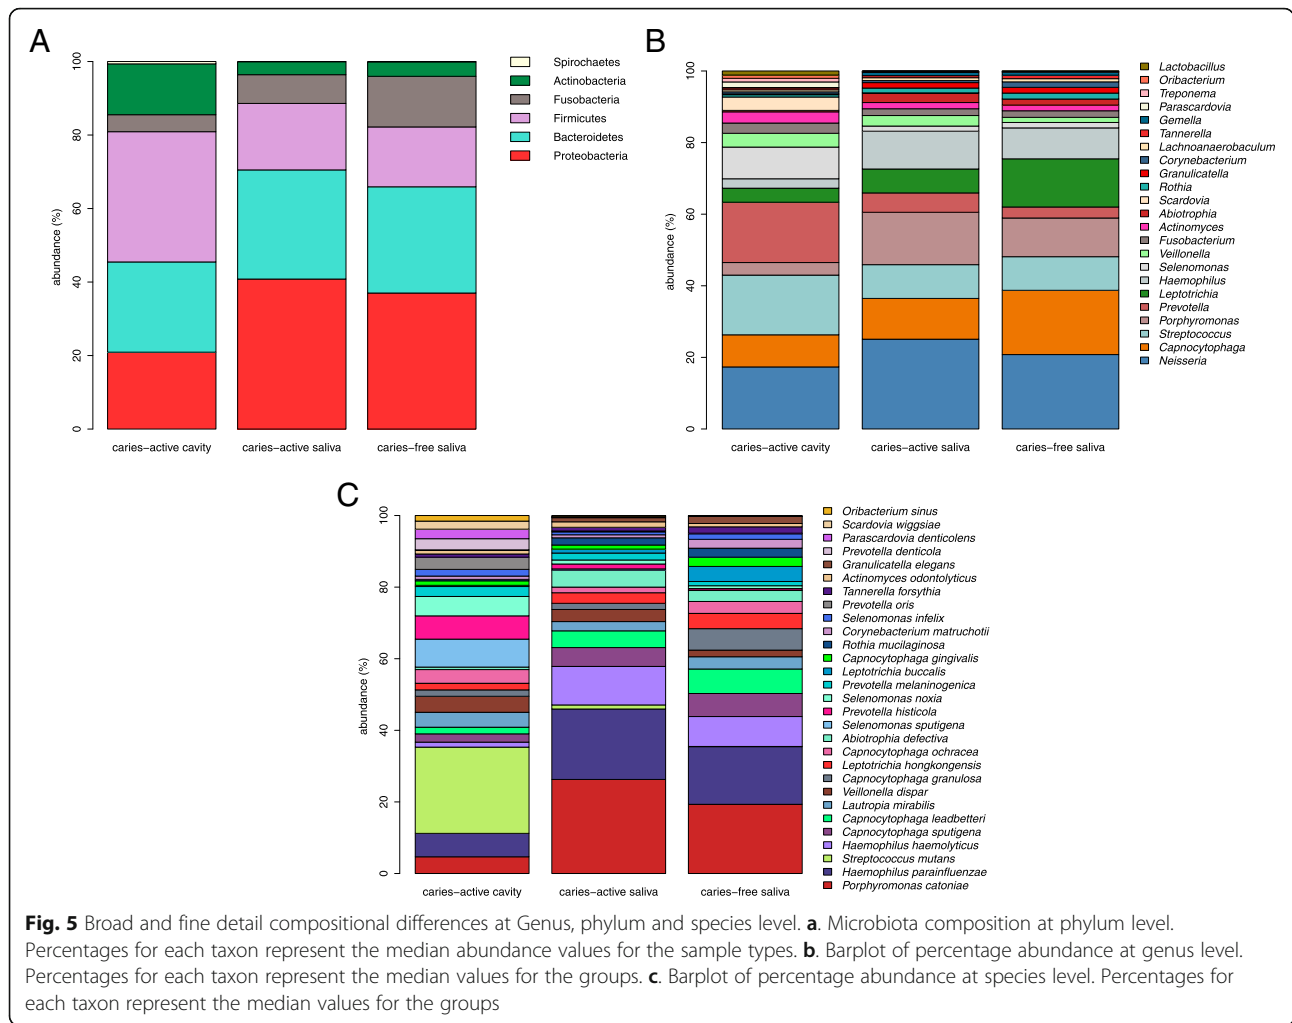 A
abundance (%)
0
20
40
60
80
100
caries–active cavity
caries–active saliva
caries–free saliva
Spirochaetes
Actinobacteria
Fusobacteria
Firmicutes
Bacteroidetes
Proteobacteria
B
abundance (%)
0
20
40
60
80
100
caries–active cavity
caries–active saliva
caries–free saliva
Lactobacillus
Oribacterium
Treponema
Parascardovia
Gemella
Tannerella
Lachnoanaerobaculum
Corynebacterium
Granulicatella
Rothia
Scardovia
Abiotrophia
Actinomyces
Fusobacterium
Veillonella
Selenomonas
Haemophilus
Leptotrichia
Prevotella
Porphyromonas
Streptococcus
Capnocytophaga
Neisseria
C
abundance (%)
0
20
40
60
80
100
caries–active cavity
caries–active saliva
caries–free saliva
Oribacterium sinus
Scardovia wiggsiae
Parascardovia denticolens
Prevotella denticola
Granulicatella elegans
Actinomyces odontolyticus
Tannerella forsythia
Prevotella oris
Selenomonas infelix
Corynebacterium matruchotii
Rothia mucilaginosa
Capnocytophaga gingivalis
Leptotrichia buccalis
Prevotella melaninogenica
Selenomonas noxia
Prevotella histicola
Selenomonas sputigena
Abiotrophia defectiva
Capnocytophaga ochracea
Leptotrichia hongkongensis
Capnocytophaga granulosa
Veillonella dispar
Lautropia mirabilis
Capnocytophaga leadbetteri
Capnocytophaga sputigena
Haemophilus haemolyticus
Streptococcus mutans
Haemophilus parainfluenzae
Porphyromonas catoniae
Fig. 5 Broad and fine detail compositional differences at Genus, phylum and species level. a. Microbiota composition at phylum level.
Percentages for each taxon represent the median abundance values for the sample types. b. Barplot of percentage abundance at genus level.
Percentages for each taxon represent the median values for the groups. c. Barplot of percentage abundance at species level. Percentages for
each taxon represent the median values for the groups